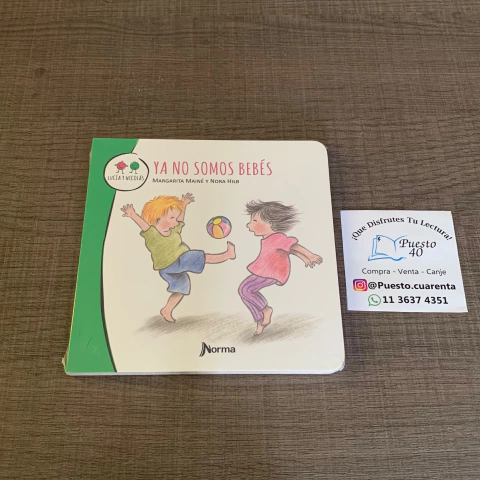 LUCÍA Y NICOLÁS
YA NO SOMOS BEBÉS
MARGARITA MAINÉ Y NORA HILB
Norma
¡Que Disfrutes Tu Lectura!
Puesto
40
Compra - Venta - Canje
@Puesto.cuarenta
11 3637 4351